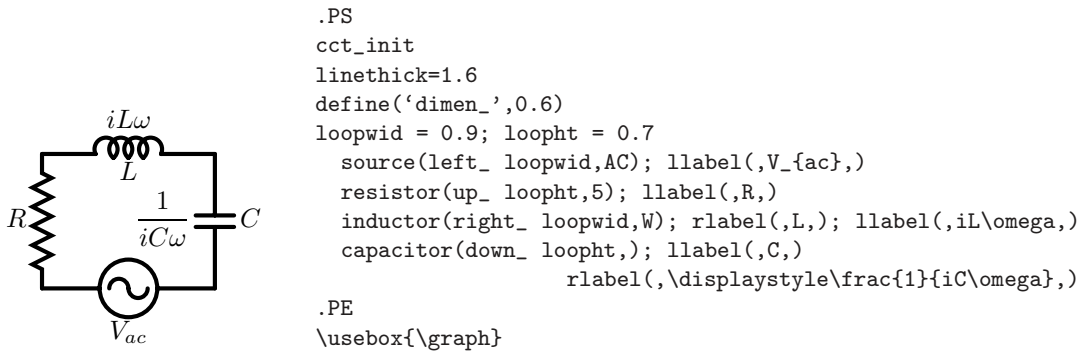 iLω
L
R
1
iCω
C
V_{ac}
.PS
cct_init
linethick=1.6
define(‘dimen_’,0.6)
loopwid = 0.9; loopht = 0.7
source(left_ loopwid,AC); llabel(,V_{ac},)
resistor(up_ loopht,5); llabel(,R,)
inductor(right_ loopwid,W); rlabel(,L,); llabel(,iL\omega,)
capacitor(down_ loopht,); llabel(,C,)
rlabel(,\displaystyle\frac{1}{iC\omega},)
.PE
\usebox{\graph}